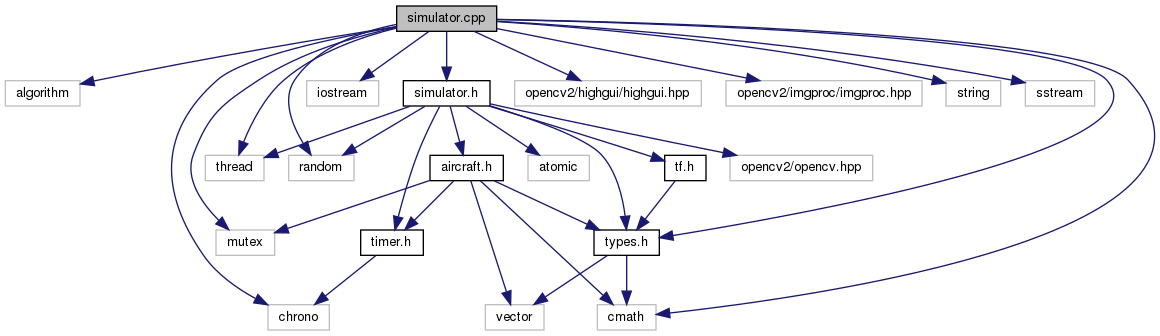 simulator.cpp
algorithm
iostream
simulator.h
opencv2/highgui/highgui.hpp
opencv2/imgproc/imgproc.hpp
string
sstream
thread
random
aircraft.h
atomic
tf.h
opencv2/opencv.hpp
mutex
timer.h
types.h
chrono
vector
cmath